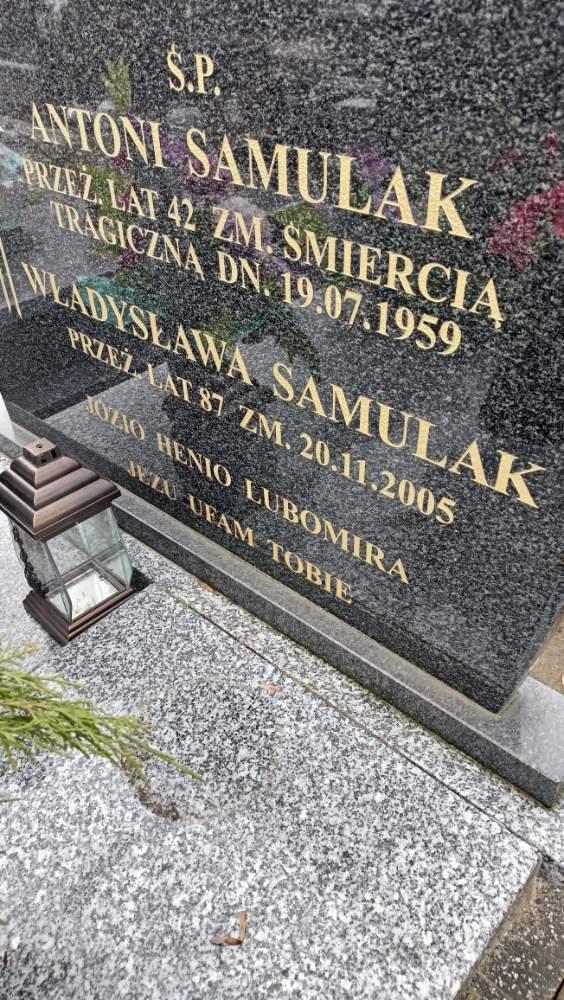 Ś.P.
ANTONI SAMULAK
PRZEŻ. LAT 42 ZM. ŚMIERCIĄ
TRAGICZNĄ DN. 19.07.1959
WŁADYSŁAWA SAMULAK
PRZEŻ. LAT 87 ZM. 20.11.2005
JÓZIO HENIO LUBOMIRA
JEZU UFAM TOBIE